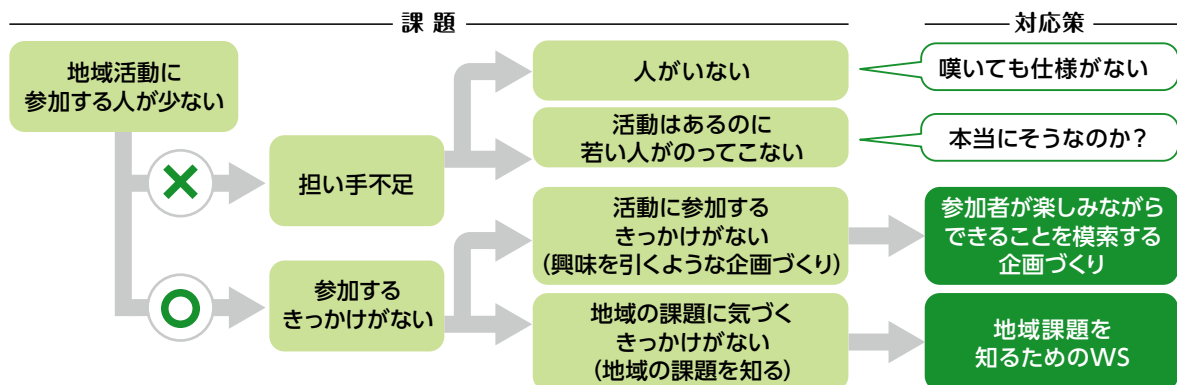 課題
対応策
地域活動に
参加する人が少ない
×
担い手不足
人がいない
嘆いても仕様がない
活動はあるのに
若い人がのってこない
本当にそうなのか？
○
参加する
きっかけがない
活動に参加する
きっかけがない
(興味を引くような企画づくり)
参加者が楽しみながら
できることを模索する
企画づくり
地域の課題に気づく
きっかけがない
(地域の課題を知る)
地域課題を
知るためのWS